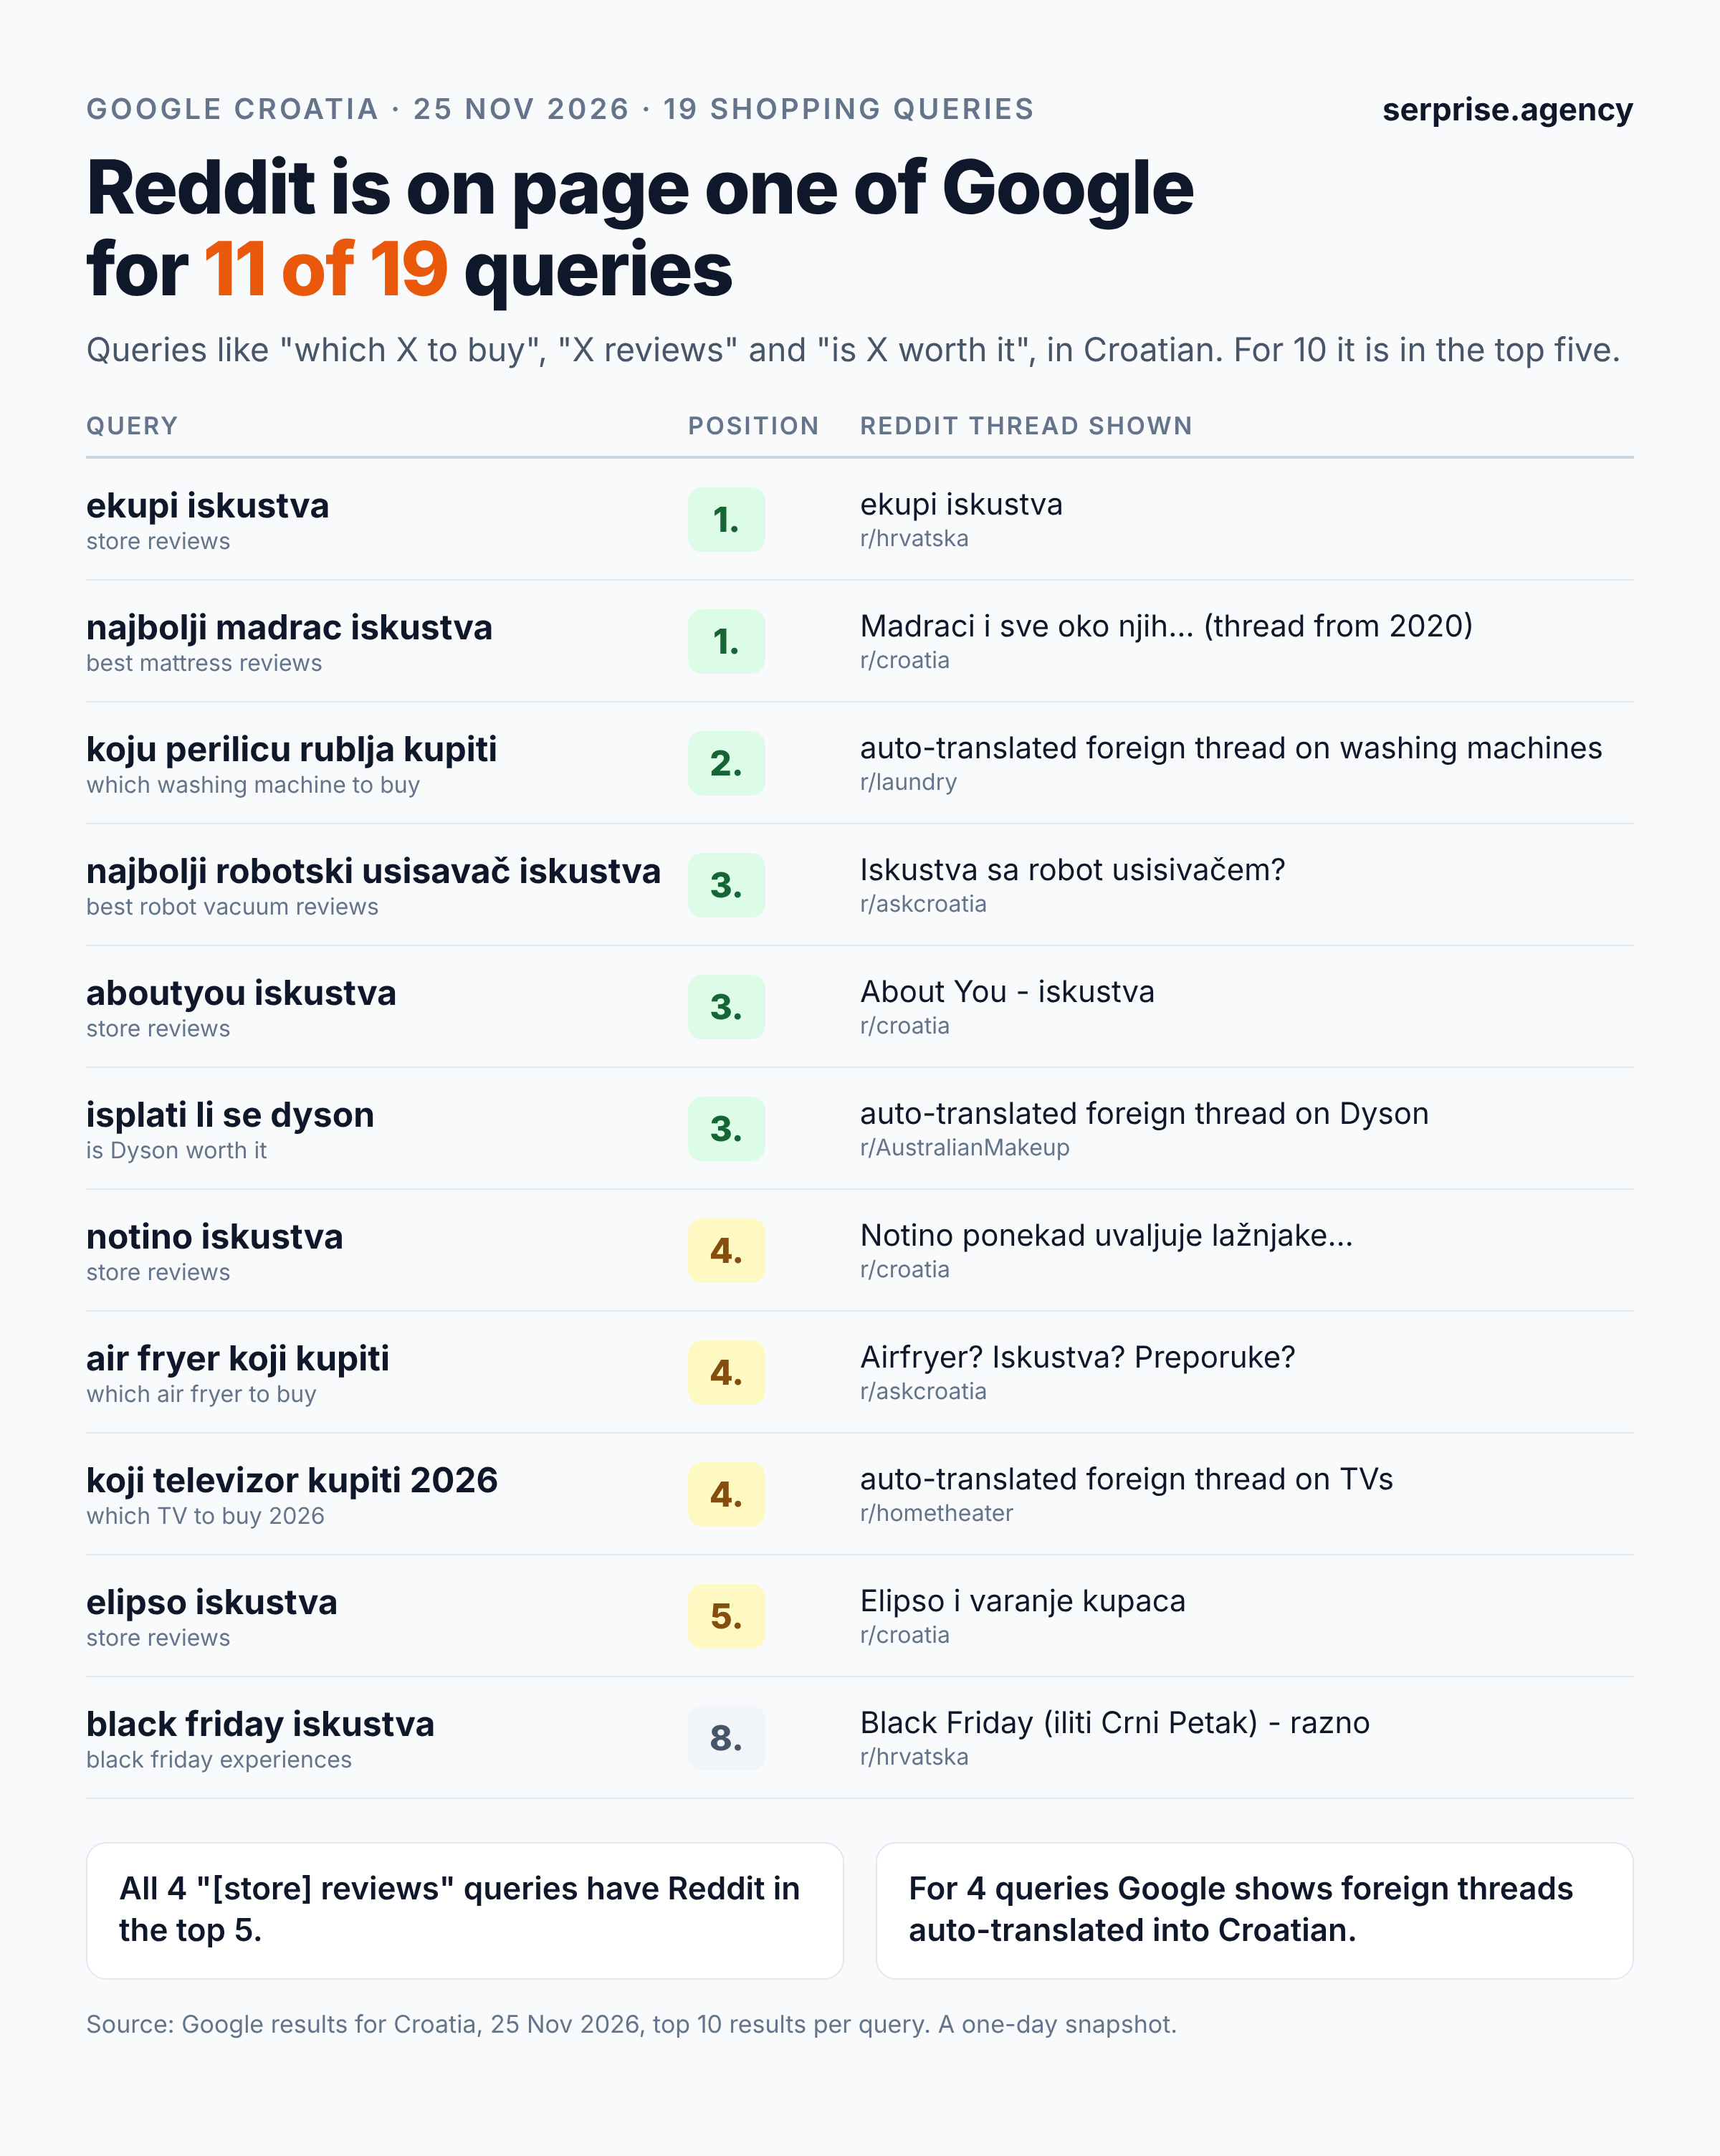 GOOGLE CROATIA · 25 NOV 2026 · 19 SHOPPING QUERIES
serprise.agency
Reddit is on page one of Google
for 11 of 19 queries
Queries like "which X to buy", "X reviews" and "is X worth it", in Croatian. For 10 it is in the top five.
QUERY POSITION REDDIT THREAD SHOWN
ekupi iskustva
store reviews
1.
ekupi iskustva
r/hrvatska
najbolji madrac iskustva
best mattress reviews
1.
Madraci i sve oko njih... (thread from 2020)
r/croatia
koju perilicu rublja kupiti
which washing machine to buy
2.
auto-translated foreign thread on washing machines
r/laundry
najbolji robotski usisavač iskustva
best robot vacuum reviews
3.
Iskustva sa robot usisivačem?
r/askcroatia
aboutyou iskustva
store reviews
3.
About You - iskustva
r/croatia
isplati li se dyson
is Dyson worth it
3.
auto-translated foreign thread on Dyson
r/AustralianMakeup
notino iskustva
store reviews
4.
Notino ponekad uvaljuje lažnjake...
r/croatia
air fryer koji kupiti
which air fryer to buy
4.
Airfryer? Iskustva? Preporuke?
r/askcroatia
koji televizor kupiti 2026
which TV to buy 2026
4.
auto-translated foreign thread on TVs
r/hometheater
elipso iskustva
store reviews
5.
Elipso i varanje kupaca
r/croatia
black friday iskustva
black friday experiences
8.
Black Friday (iliti Crni Petak) - razno
r/hrvatska
All 4 "[store] reviews" queries have Reddit in
the top 5.
For 4 queries Google shows foreign threads
auto-translated into Croatian.
Source: Google results for Croatia, 25 Nov 2026, top 10 results per query. A one-day snapshot.